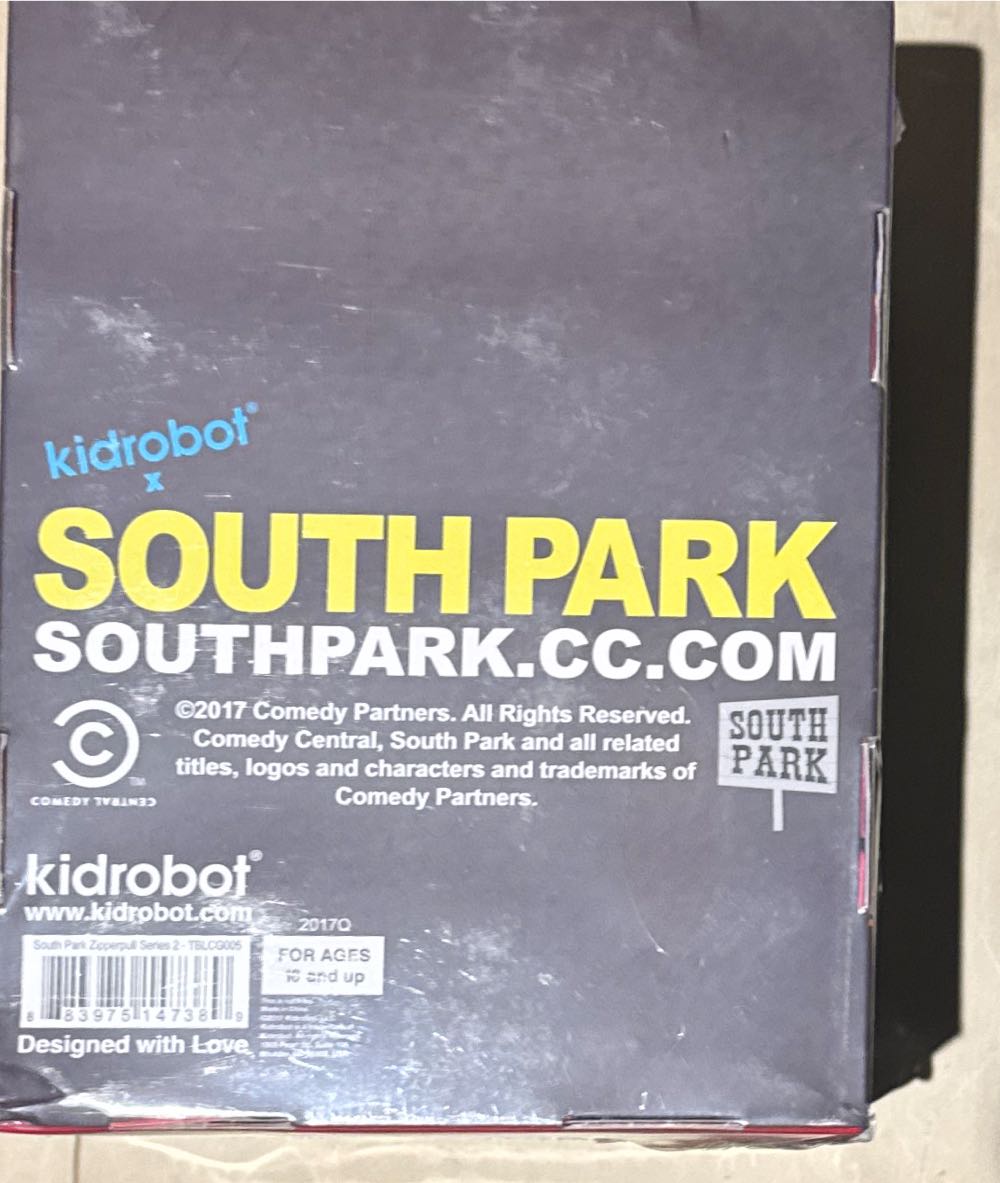 kidrobot®
x
SOUTH PARK
SOUTHPARK.CC.COM
©2017 Comedy Partners. All Rights Reserved.
Comedy Central, South Park and all related
titles, logos and characters and trademarks of
Comedy Partners.
COMEDY CENTRAL
TM
SOUTH
PARK
kidrobot®
www.kidrobot.com
2017Q
South Park Zipperpull Series 2 - TBLCG005
FOR AGES
and up
8 83975 14738 9
Designed with Love